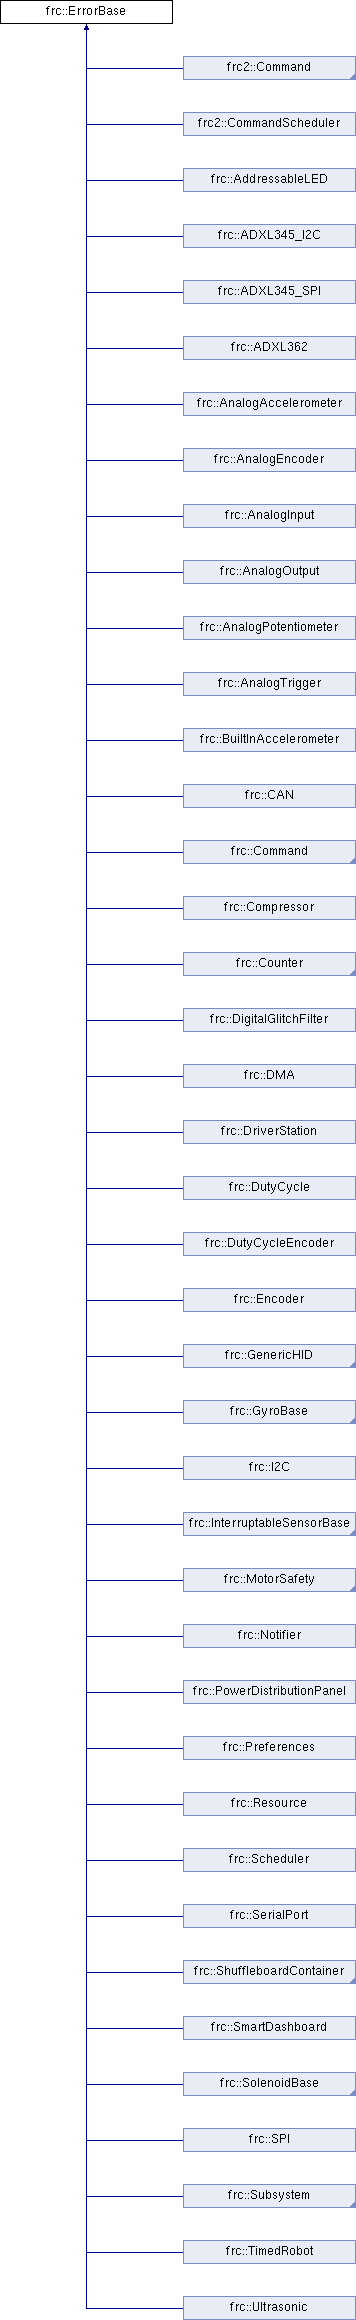 frc::ErrorBase
frc2::Command
frc2::CommandScheduler
frc::AddressableLED
frc::ADXL345_I2C
frc::ADXL345_SPI
frc::ADXL362
frc::AnalogAccelerometer
frc::AnalogEncoder
frc::AnalogInput
frc::AnalogOutput
frc::AnalogPotentiometer
frc::AnalogTrigger
frc::BuiltInAccelerometer
frc::CAN
frc::Command
frc::Compressor
frc::Counter
frc::DigitalGlitchFilter
frc::DMA
frc::DriverStation
frc::DutyCycle
frc::DutyCycleEncoder
frc::Encoder
frc::GenericHID
frc::GyroBase
frc::I2C
frc::InterruptableSensorBase
frc::MotorSafety
frc::Notifier
frc::PowerDistributionPanel
frc::Preferences
frc::Resource
frc::Scheduler
frc::SerialPort
frc::ShuffleboardContainer
frc::SmartDashboard
frc::SolenoidBase
frc::SPI
frc::Subsystem
frc::TimedRobot
frc::Ultrasonic